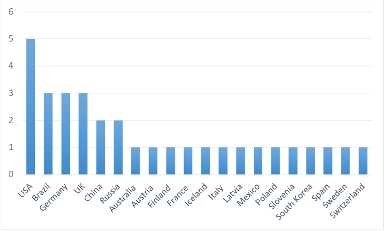 6
5
4
3
2
1
0
USA
Brazil
Germany
UK
China
Russia
Australia
Austria
Finland
France
Iceland
Italy
Latvia
Mexico
Poland
Slovenia
South Korea
Spain
Sweden
Switzerland